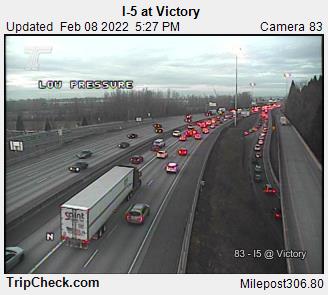 I-5 at Victory
Updated Feb 08 2022 5:27 PM Camera 83
LOW PRESSURE
N
83 - I5 @ Victory
TripCheck.com Milepost306.80